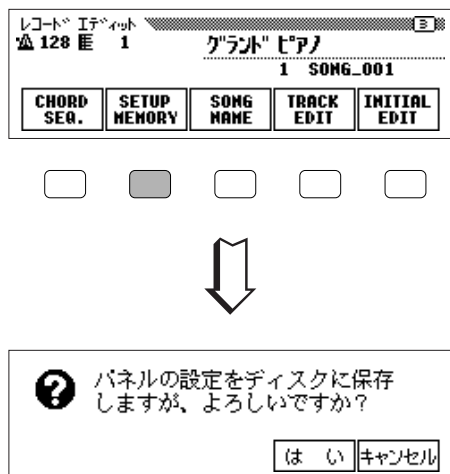 レコード エディット 3
128 1 グランド ピアノ
1 SONG_001
CHORD SEQ. SETUP MEMORY SONG NAME TRACK EDIT INITIAL EDIT
パネルの設定をディスクに保存
しますが、よろしいですか？
は い キャンセル